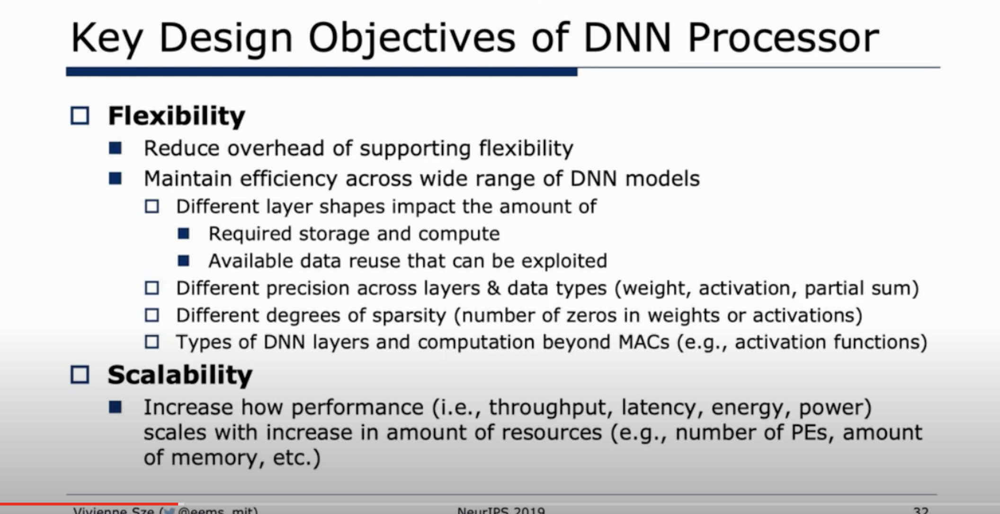 Key Design Objectives of DNN Processor
Flexibility
Reduce overhead of supporting flexibility
Maintain efficiency across wide range of DNN models
Different layer shapes impact the amount of
Required storage and compute
Available data reuse that can be exploited
Different precision across layers & data types (weight, activation, partial sum)
Different degrees of sparsity (number of zeros in weights or activations)
Types of DNN layers and computation beyond MACs (e.g., activation functions)
Scalability
Increase how performance (i.e., throughput, latency, energy, power)
scales with increase in amount of resources (e.g., number of PEs, amount
of memory, etc.)
Vivienne Sze (@eems_mit) NeurIPS 2019 32